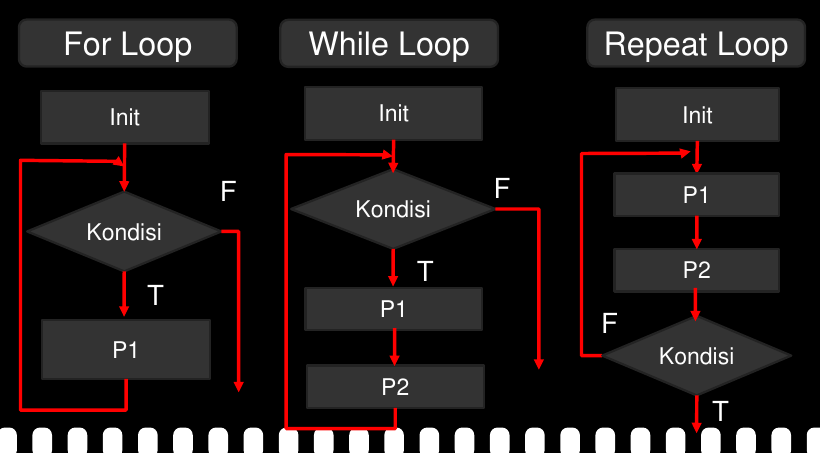 For Loop
Init
F
Kondisi
T
P1
While Loop
Init
F
Kondisi
T
P1
P2
Repeat Loop
Init
P1
P2
F
Kondisi
T